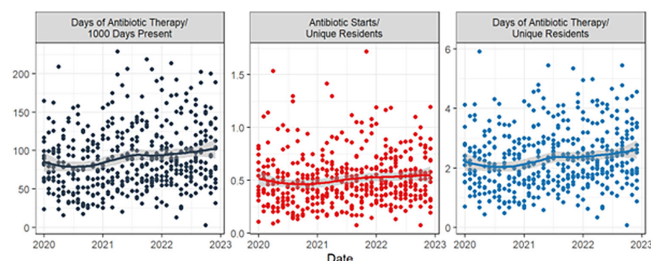 Days of Antibiotic Therapy/
1000 Days Present
Antibiotic Starts/
Unique Residents
Days of Antibiotic Therapy/
Unique Residents
200
150
100
50
0
1.5
1.0
0.5
0.0
6
4
2
0
2020 2021 2022 2023
2020 2021 2022 2023
2020 2021 2022 2023
Date